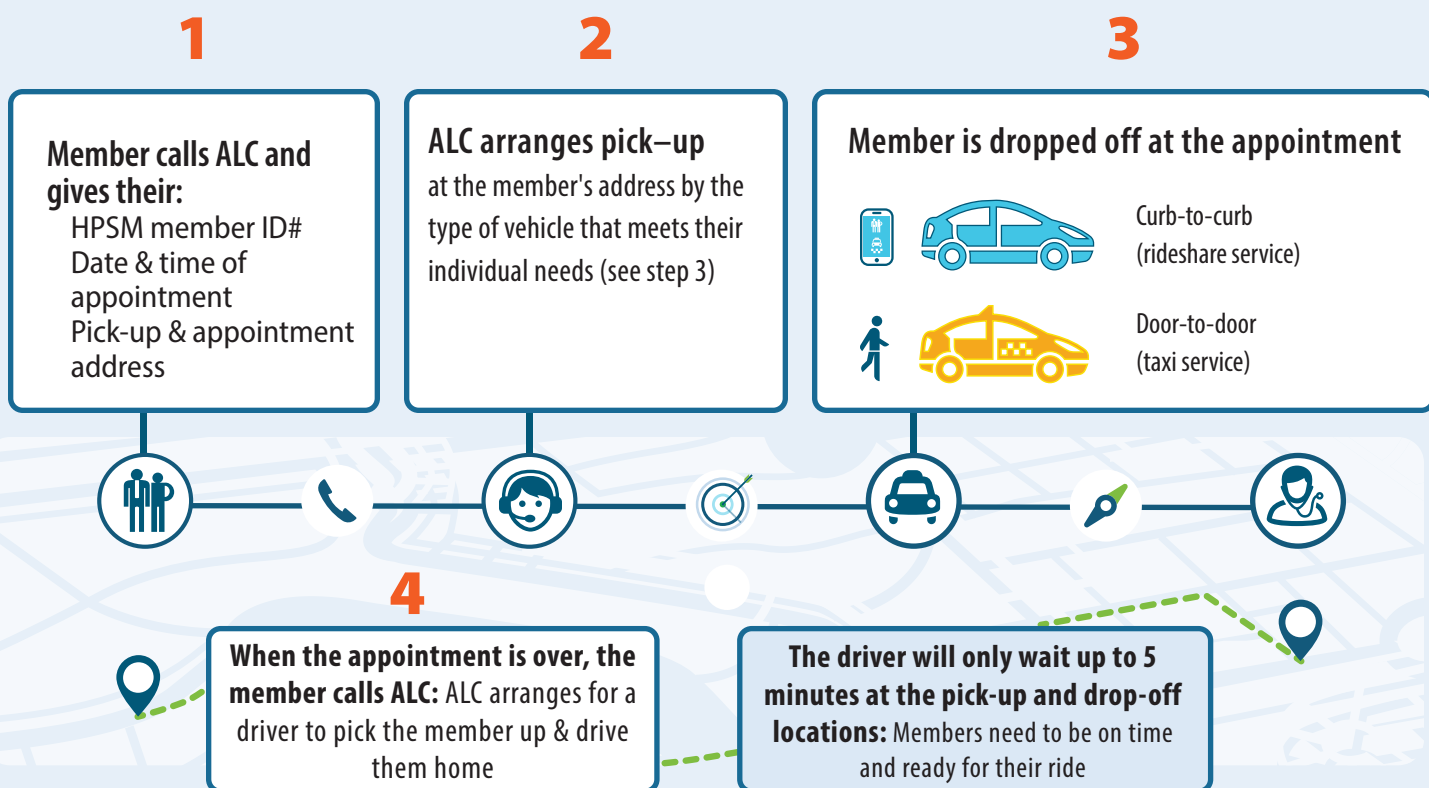 1
Member calls ALC and
gives their:
HPSM member ID#
Date & time of
appointment
Pick-up & appointment
address
2
ALC arranges pick–up
at the member's address by the
type of vehicle that meets their
individual needs (see step 3)
3
Member is dropped off at the appointment
Curb-to-curb
(rideshare service)
Door-to-door
(taxi service)
4
When the appointment is over, the
member calls ALC: ALC arranges for a
driver to pick the member up & drive
them home
The driver will only wait up to 5
minutes at the pick-up and drop-off
locations: Members need to be on time
and ready for their ride